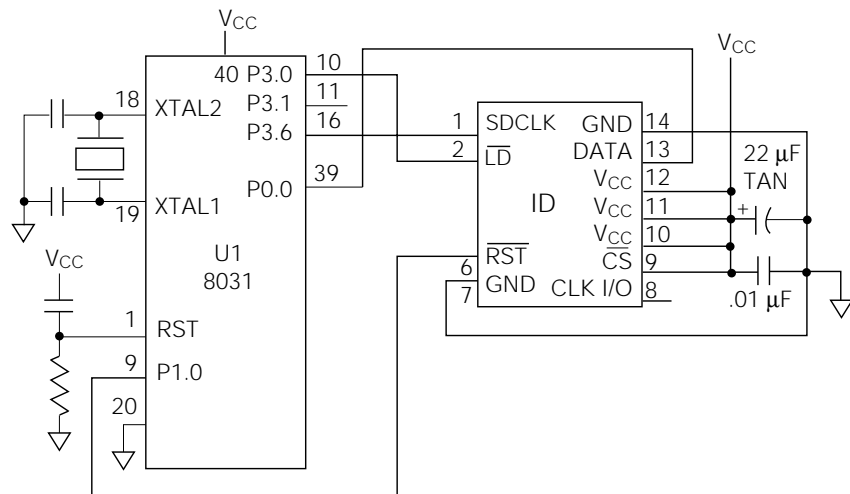 VCC
40 P3.0 10
P3.1 11
P3.6 16
P0.0 39
18 XTAL2
19 XTAL1
U1
8031
VCC
1 RST
9 P1.0
20
1 SDCLK
2 LD
ID
RST
6
GND
7
GND 14
DATA 13
VCC 12
VCC 11
VCC 10
CS 9
CLK I/O 8
VCC
22 μF
TAN
+
.01 μF